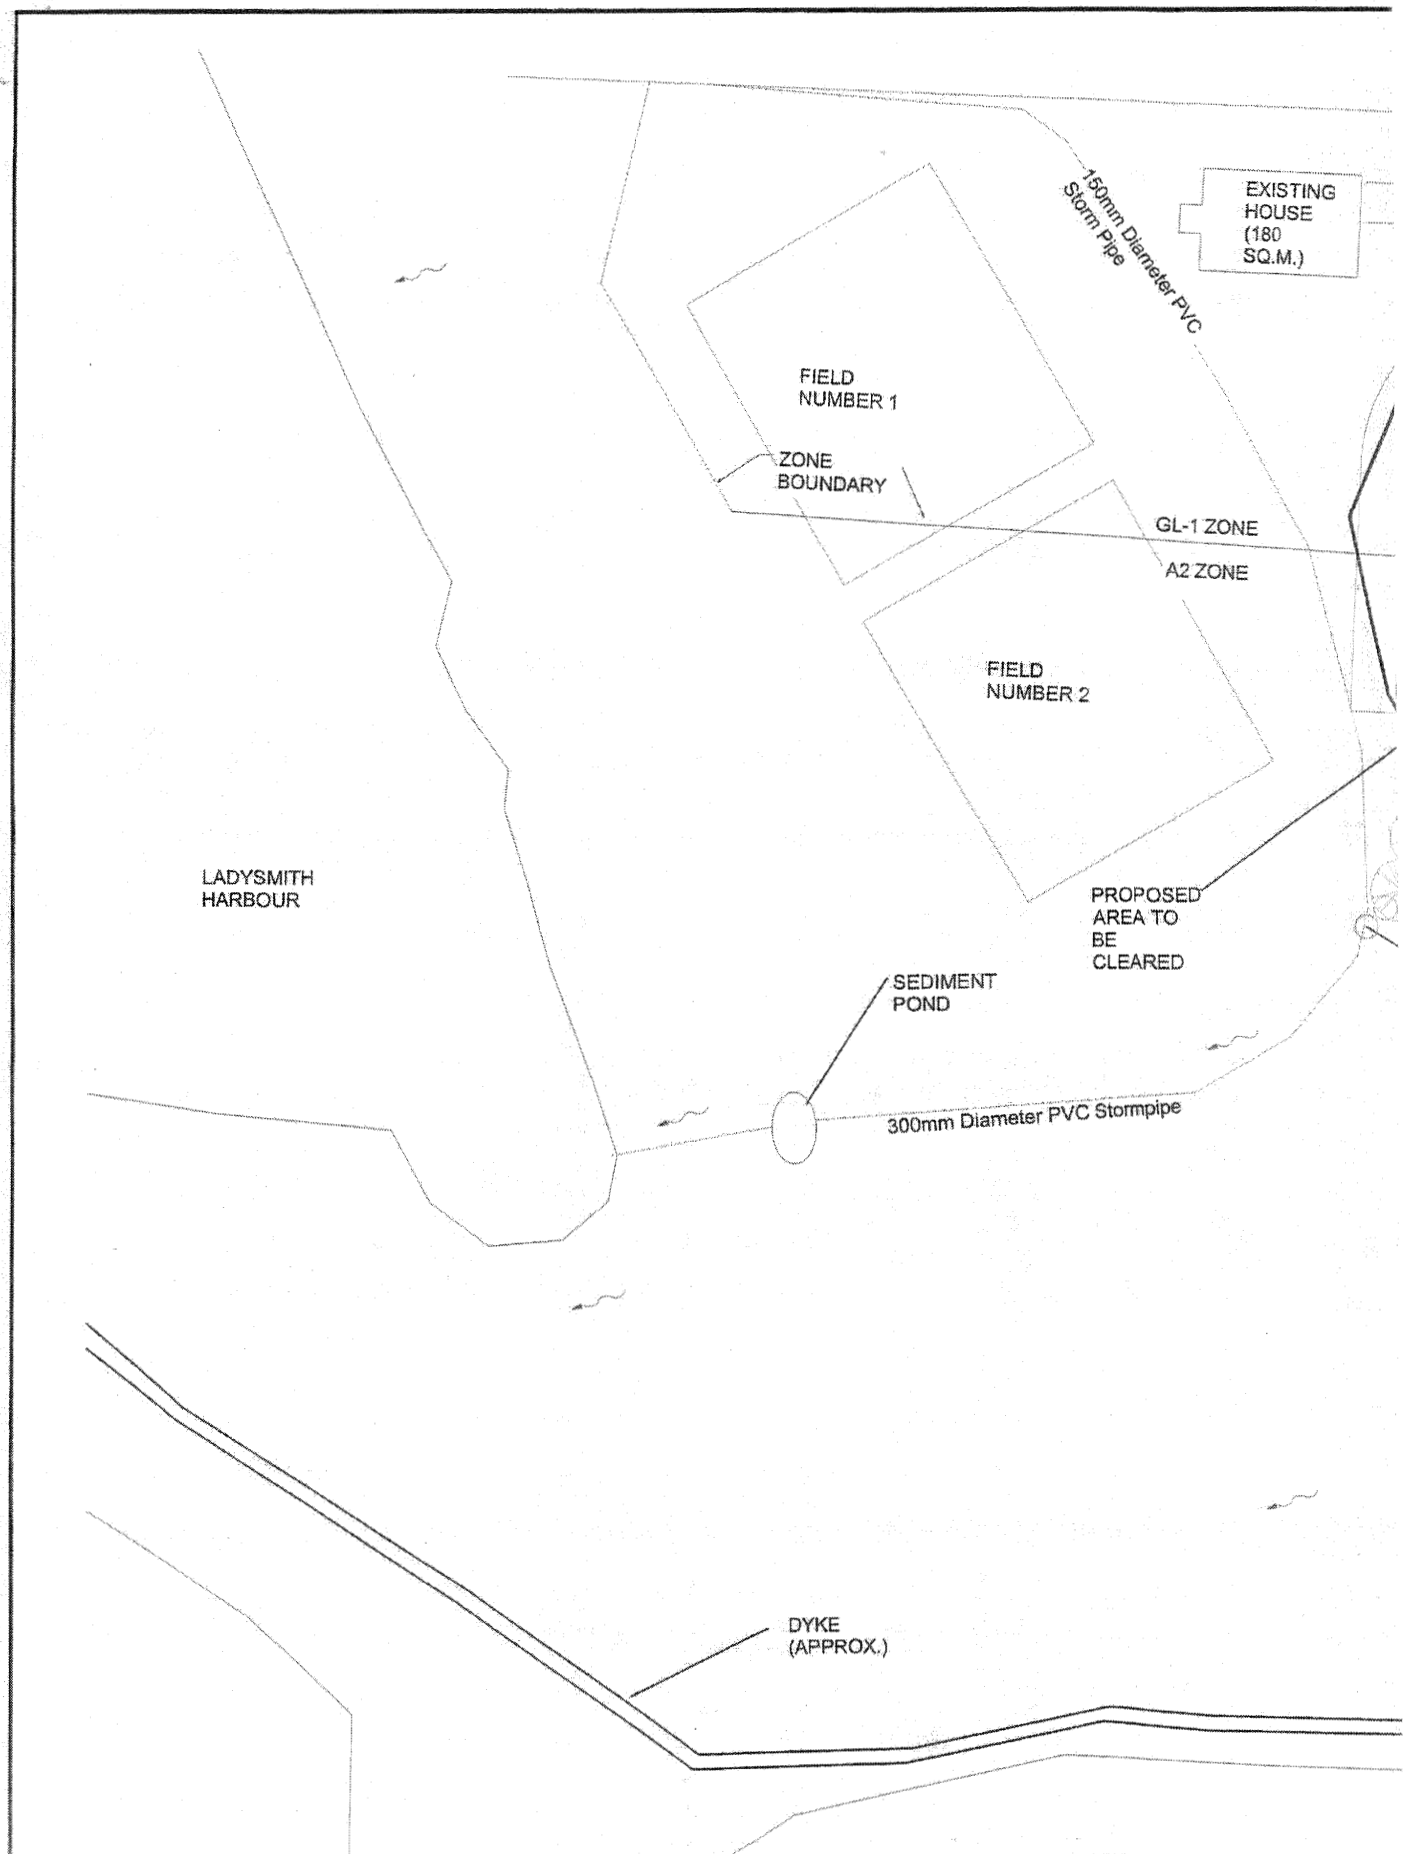 150mm Diameter PVC
Storm Pipe
EXISTING
HOUSE
(180
SQ.M.)
FIELD
NUMBER 1
ZONE
BOUNDARY
GL-1 ZONE
A2 ZONE
FIELD
NUMBER 2
LADYSMITH
HARBOUR
PROPOSED
AREA TO
BE
CLEARED
SEDIMENT
POND
300mm Diameter PVC Stormpipe
DYKE
(APPROX.)